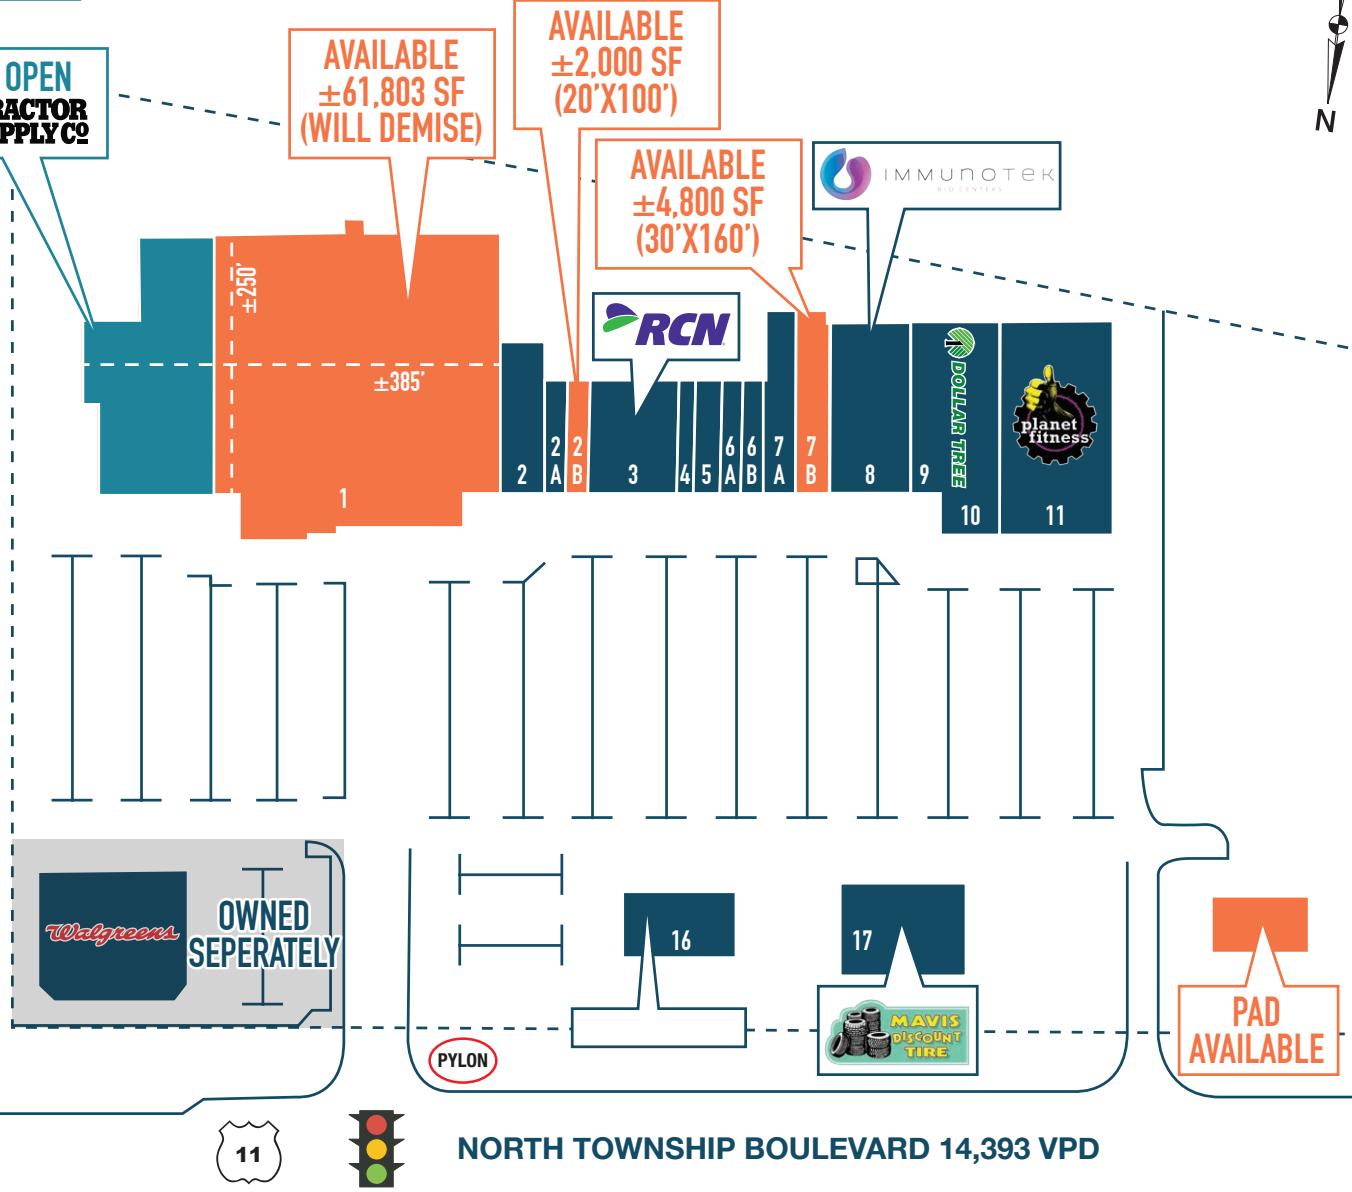 OPEN
RACTOR
PPLY CO
AVAILABLE
±61,803 SF
(WILL DEMISE)
AVAILABLE
±2,000 SF
(20'X100')
AVAILABLE
±4,800 SF
(30'X160')
IMMUNOTEK
BIO CENTERS
N
±250'
±385'
RCN
DOLLAR TREE
planet
fitness
1
2
2
A
2
B
3
4
5
6
A
6
B
7
A
7
B
8
9
10
11
Walgreens
OWNED
SEPERATELY
16
17
MAVIS
DISCOUNT
TIRE
PAD
AVAILABLE
PYLON
11
NORTH TOWNSHIP BOULEVARD 14,393 VPD